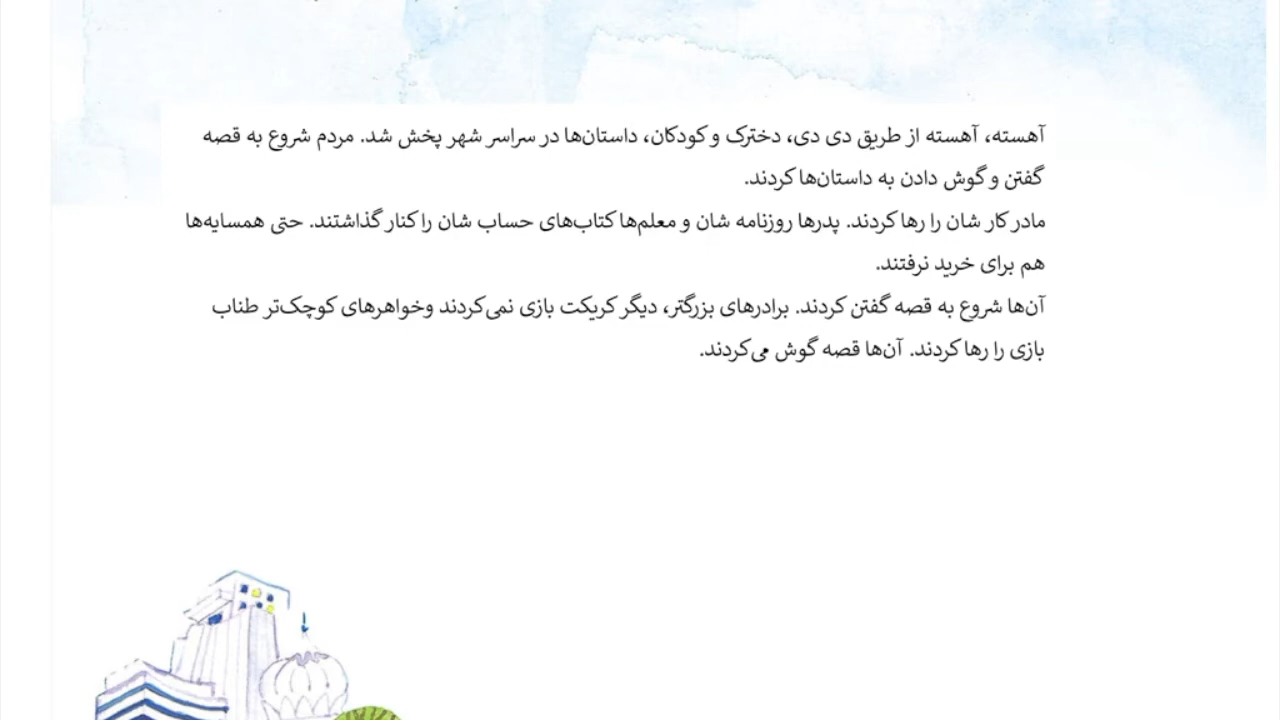 آهسته، آهسته از طریق دی دی، دخترک و کودکان، داستان‌ها در سراسر شهر پخش شد. مردم شروع به قصه
گفتن و گوش دادن به داستان‌ها کردند.
مادر کار شان را رها کردند. پدرها روزنامه شان و معلم‌ها کتاب‌های حساب شان را کنار گذاشتند. حتی همسایه‌ها
هم برای خرید نرفتند.
آن‌ها شروع به قصه گفتن کردند. برادرهای بزرگتر، دیگر کریکت بازی نمی‌کردند وخواهرهای کوچک‌تر طناب
بازی را رها کردند. آن‌ها قصه گوش می‌کردند.